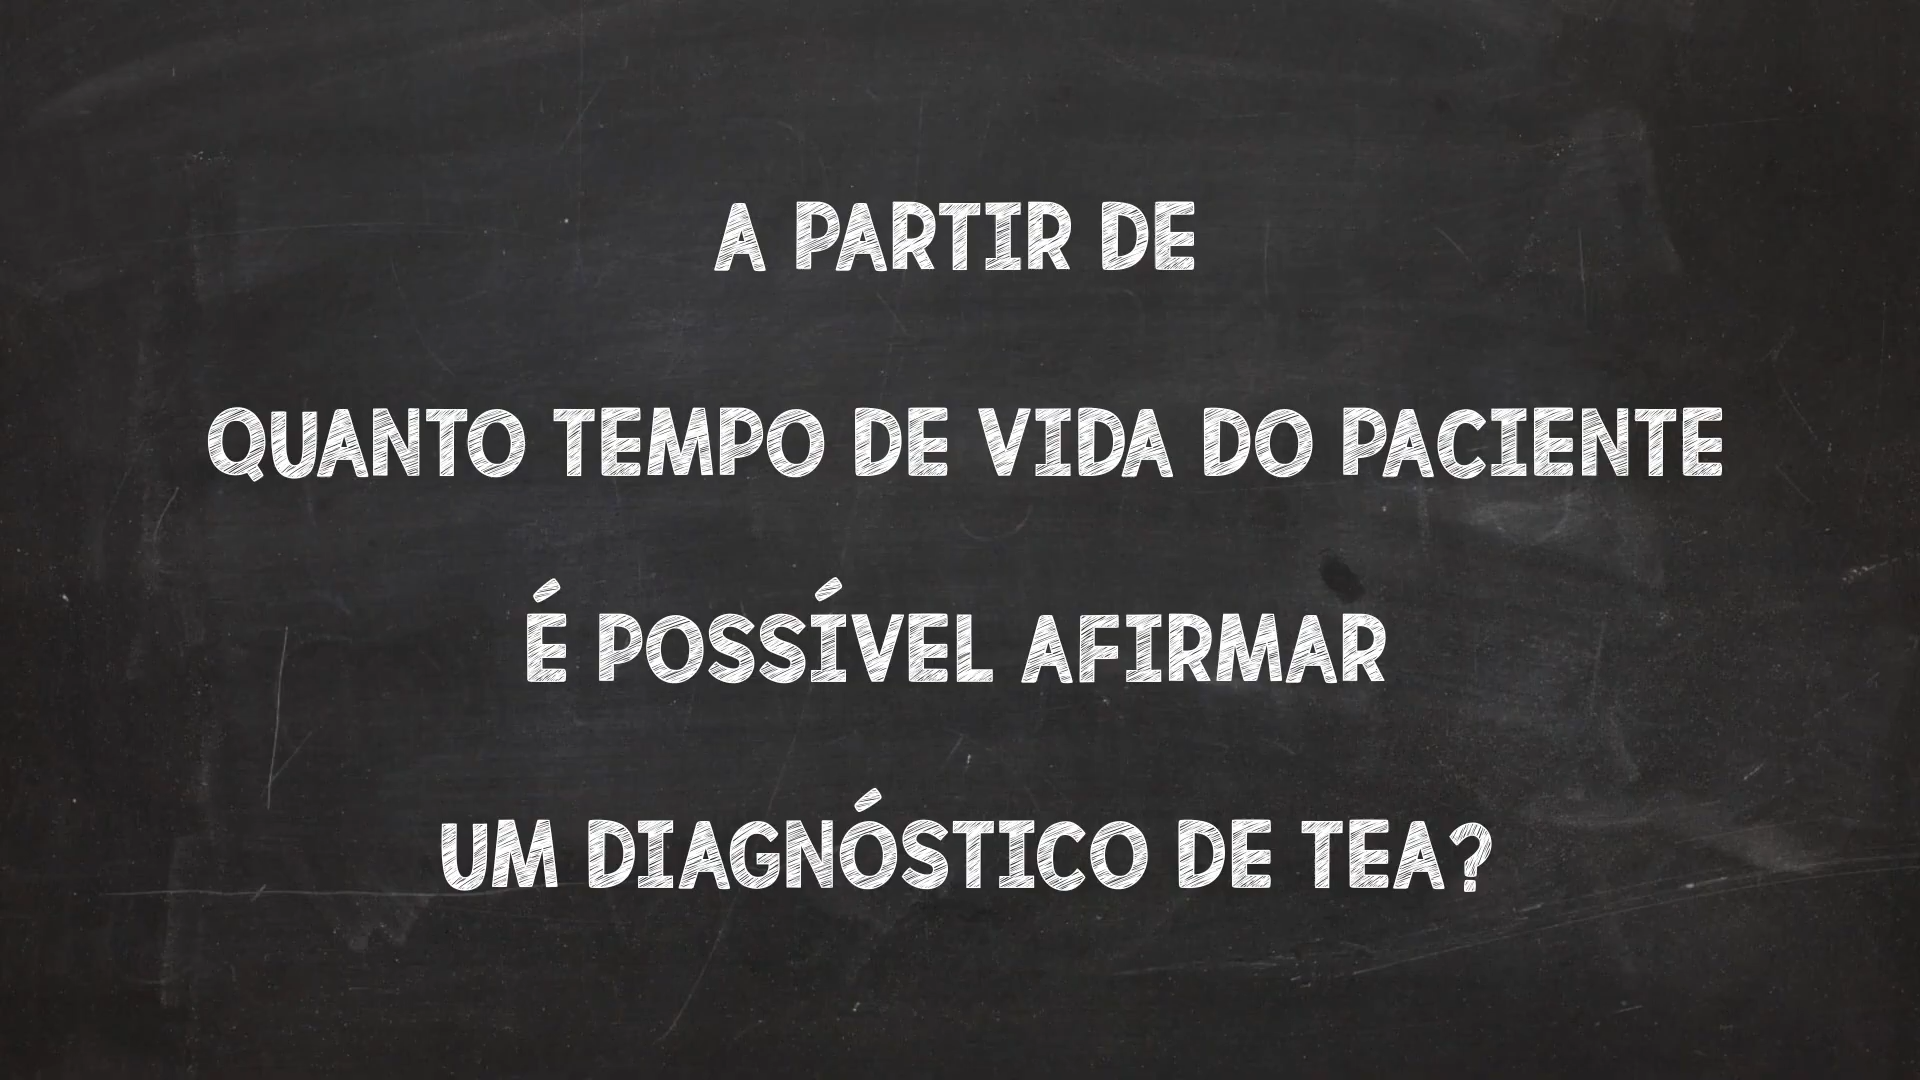 A PARTIR DE
QUANTO TEMPO DE VIDA DO PACIENTE
É POSSÍVEL AFIRMAR
UM DIAGNÓSTICO DE TEA?